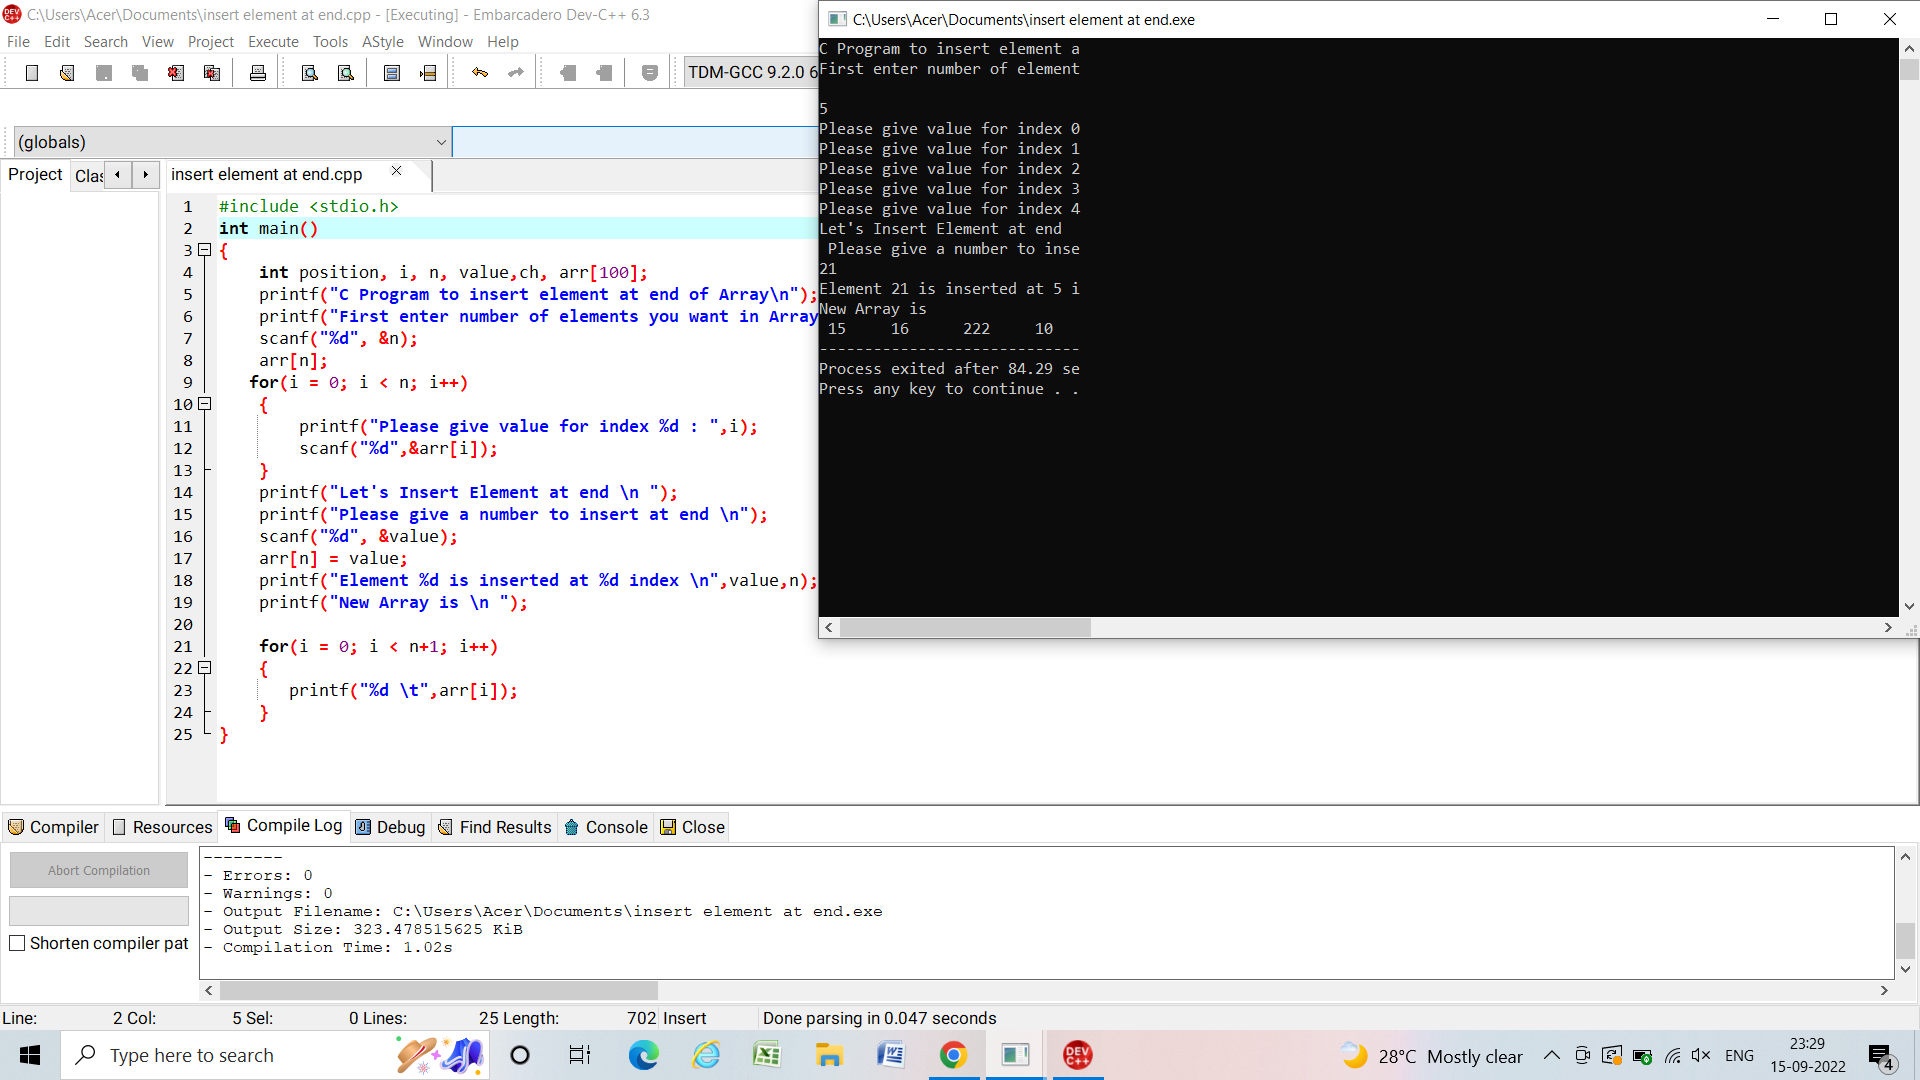 C:\Users\Acer\Documents\insert element at end.cpp - [Executing] - Embarcadero Dev-C++ 6.3
File Edit Search View Project Execute Tools AStyle Window Help
TDM-GCC 9.2.0 6
(globals)
Project Clas
insert element at end.cpp
1 #include <stdio.h>
2 int main()
3 {
4 int position, i, n, value,ch, arr[100];
5 printf("C Program to insert element at end of Array\n");
6 printf("First enter number of elements you want in Array
7 scanf("%d", &n);
8 arr[n];
9 for(i = 0; i < n; i++)
10 {
11 printf("Please give value for index %d : ",i);
12 scanf("%d",&arr[i]);
13 }
14 printf("Let's Insert Element at end \n ");
15 printf("Please give a number to insert at end \n");
16 scanf("%d", &value);
17 arr[n] = value;
18 printf("Element %d is inserted at %d index \n",value,n);
19 printf("New Array is \n ");
20
21 for(i = 0; i < n+1; i++)
22 {
23 printf("%d \t",arr[i]);
24 }
25 }
C:\Users\Acer\Documents\insert element at end.exe
C Program to insert element a
First enter number of element
5
Please give value for index 0
Please give value for index 1
Please give value for index 2
Please give value for index 3
Please give value for index 4
Let's Insert Element at end
Please give a number to inse
21
Element 21 is inserted at 5 i
New Array is
15 16 222 10
-----------------------------
Process exited after 84.29 se
Press any key to continue . .
Compiler Resources Compile Log Debug Find Results Console Close
Abort Compilation
Shorten compiler pat
--------
- Errors: 0
- Warnings: 0
- Output Filename: C:\Users\Acer\Documents\insert element at end.exe
- Output Size: 323.478515625 KiB
- Compilation Time: 1.02s
Line: 2 Col: 5 Sel: 0 Lines: 25 Length: 702 Insert Done parsing in 0.047 seconds
Type here to search
DEV C++
28°C Mostly clear
ENG
23:29
15-09-2022
4